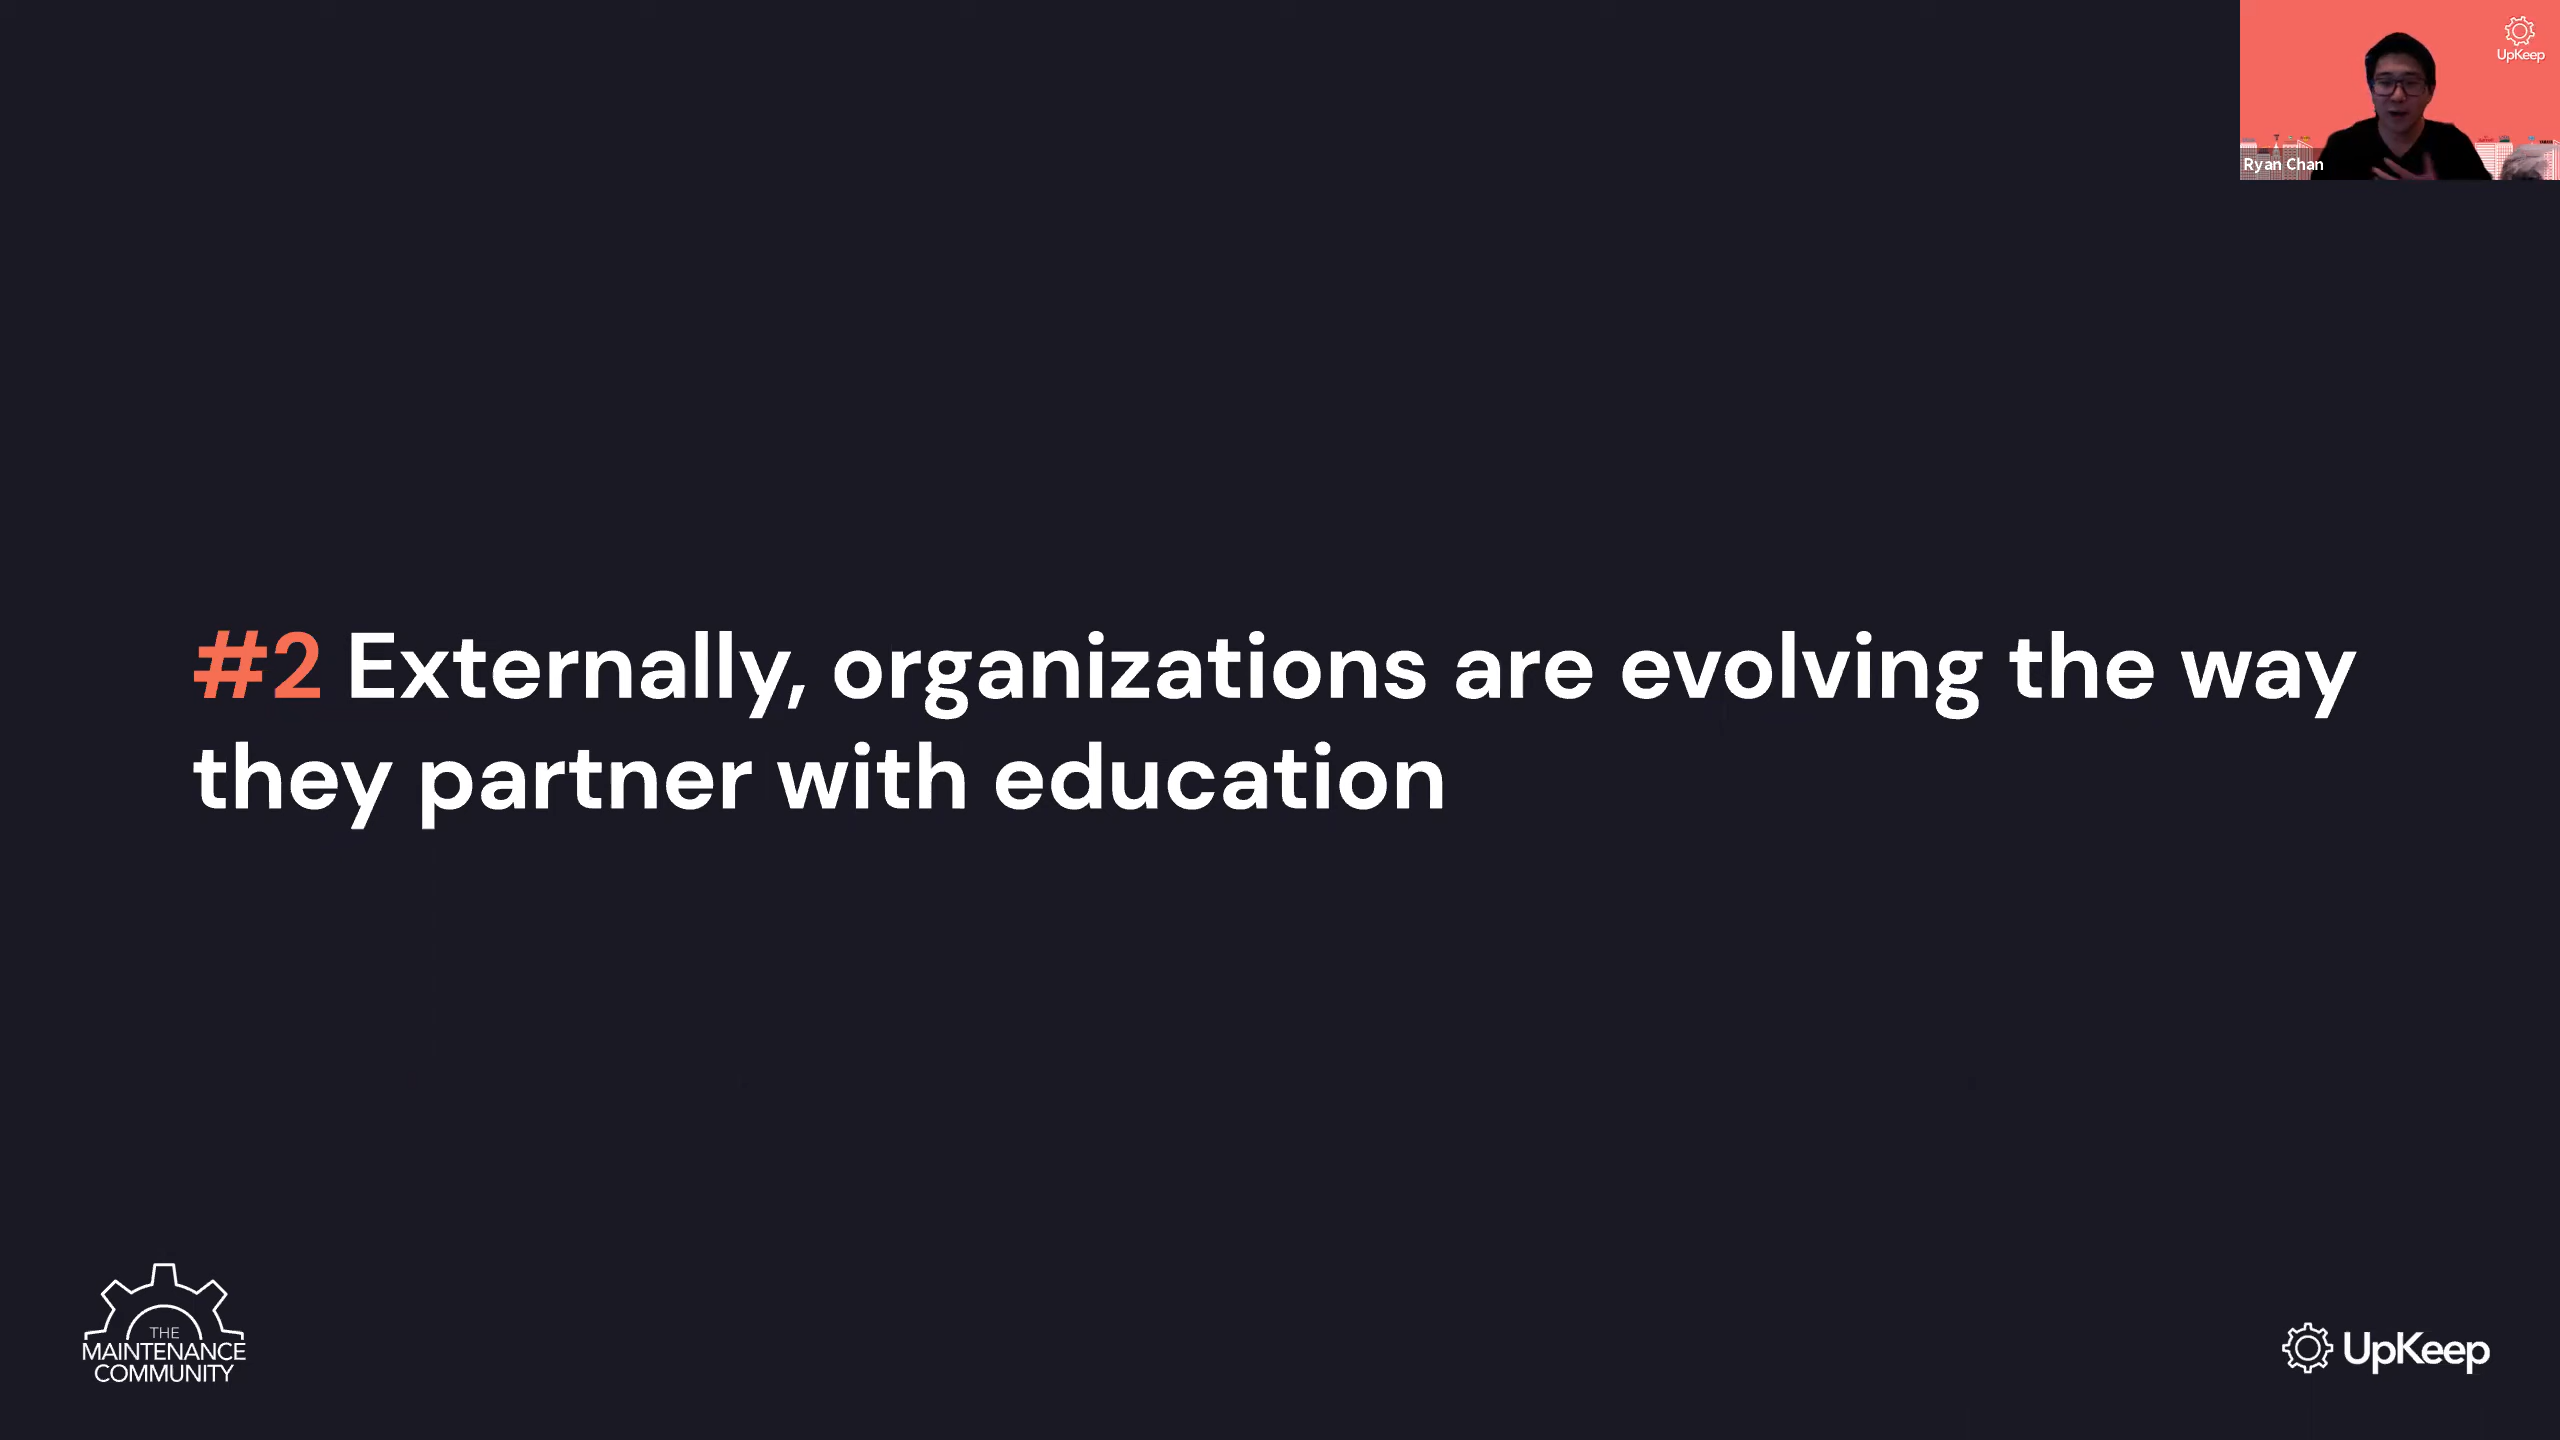 UpKeep
Ryan Chan
#2 Externally, organizations are evolving the way
they partner with education
THE
MAINTENANCE
COMMUNITY
UpKeep